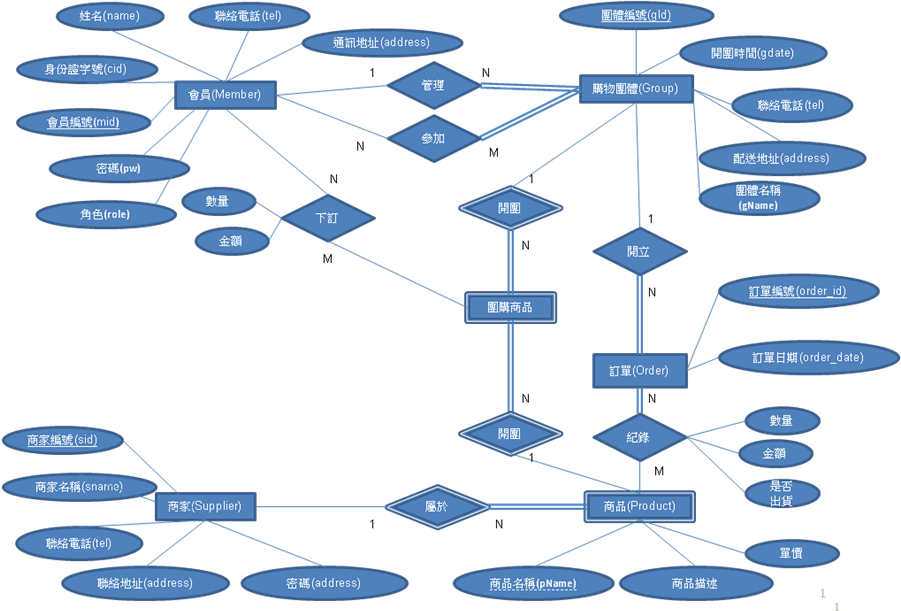 姓名(name)
聯絡電話(tel)
團體編號(gId)
通訊地址(address)
開團時間(gdate)
身份證字號(cid)
1
管理
N
會員(Member)
購物團體(Group)
聯絡電話(tel)
會員編號(mid)
參加
N
M
配送地址(address)
密碼(pw)
N
1
團體名稱
(gName)
數量
角色(role)
下訂
開團
1
金額
N
開立
M
N
訂單編號(order_id)
團購商品
訂單日期(order_date)
訂單(Order)
N
N
數量
商家編號(sid)
開團
紀錄
金額
1
M
商家名稱(sname)
是否
出貨
商家(Supplier)
屬於
商品(Product)
1
N
聯絡電話(tel)
單價
聯絡地址(address)
密碼(address)
商品名稱(pName)
商品描述
1
1